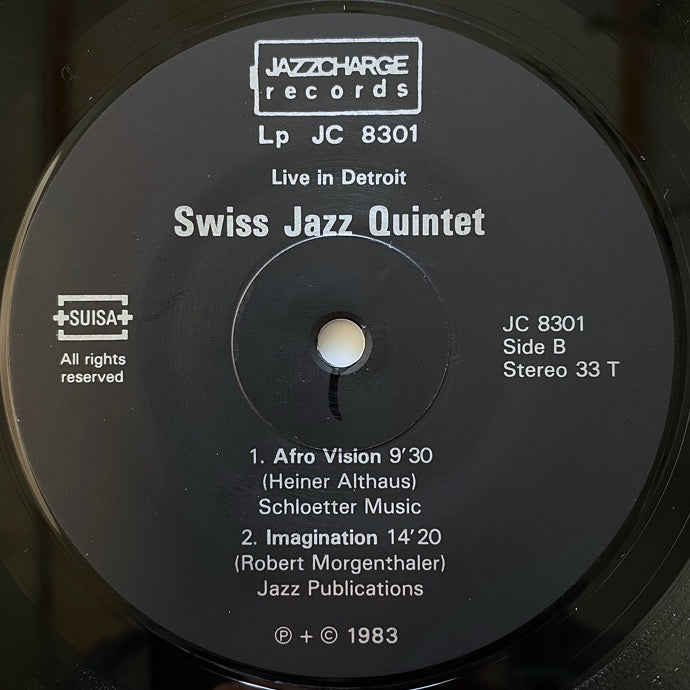 JAZZCHARGE
records
Lp JC 8301
Live in Detroit
Swiss Jazz Quintet
+SUISA+
All rights
reserved
JC 8301
Side B
Stereo 33 T
1. Afro Vision 9'30
(Heiner Althaus)
Schloetter Music
2. Imagination 14'20
(Robert Morgenthaler)
Jazz Publications
℗ + © 1983